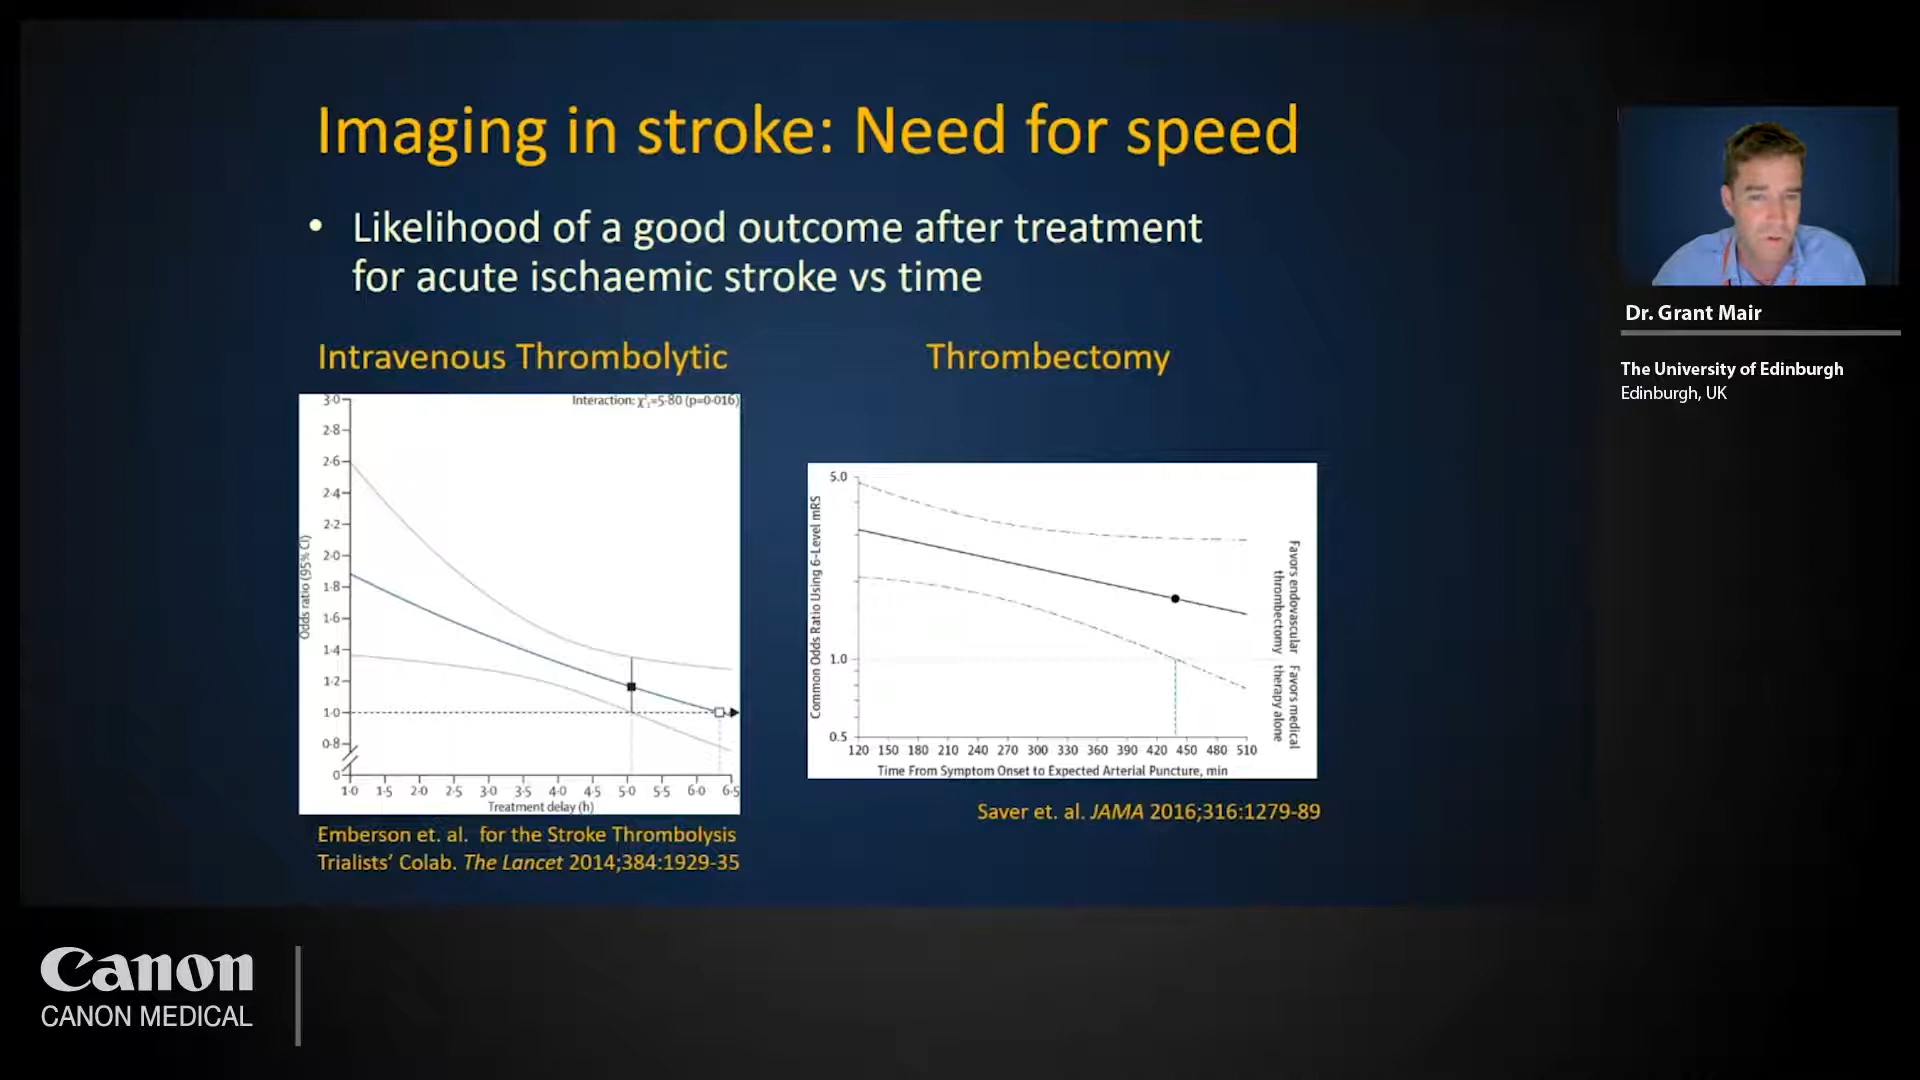 Imaging in stroke: Need for speed
• Likelihood of a good outcome after treatment
for acute ischaemic stroke vs time
Intravenous Thrombolytic
Thrombectomy
Interaction: χ²₁=5·80 (p=0·016)
Odds ratio (95% CI)
3·0
2·8
2·6
2·4
2·2
2·0
1·8
1·6
1·4
1·2
1·0
0·8
0
1·0 1·5 2·0 2·5 3·0 3·5 4·0 4·5 5·0 5·5 6·0 6·5
Treatment delay (h)
Emberson et. al. for the Stroke Thrombolysis
Trialists’ Colab. The Lancet 2014;384:1929-35
Common Odds Ratio Using 6-Level mRS
5.0
1.0
0.5
120 150 180 210 240 270 300 330 360 390 420 450 480 510
Time From Symptom Onset to Expected Arterial Puncture, min
Favors endovascular
thrombectomy
Favors medical
therapy alone
Saver et. al. JAMA 2016;316:1279-89
Dr. Grant Mair
The University of Edinburgh
Edinburgh, UK
Canon
CANON MEDICAL